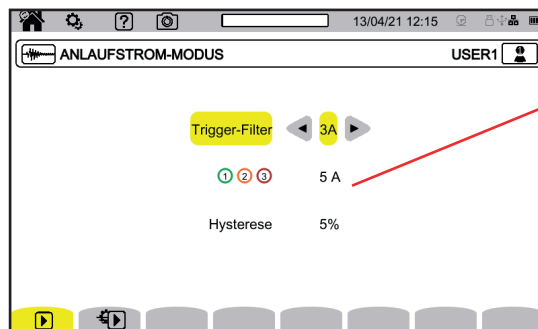 ?
13/04/21 12:15
ANLAUFSTROM-MODUS USER1
Trigger-Filter 3A
1 2 3 5 A
Hysterese 5%